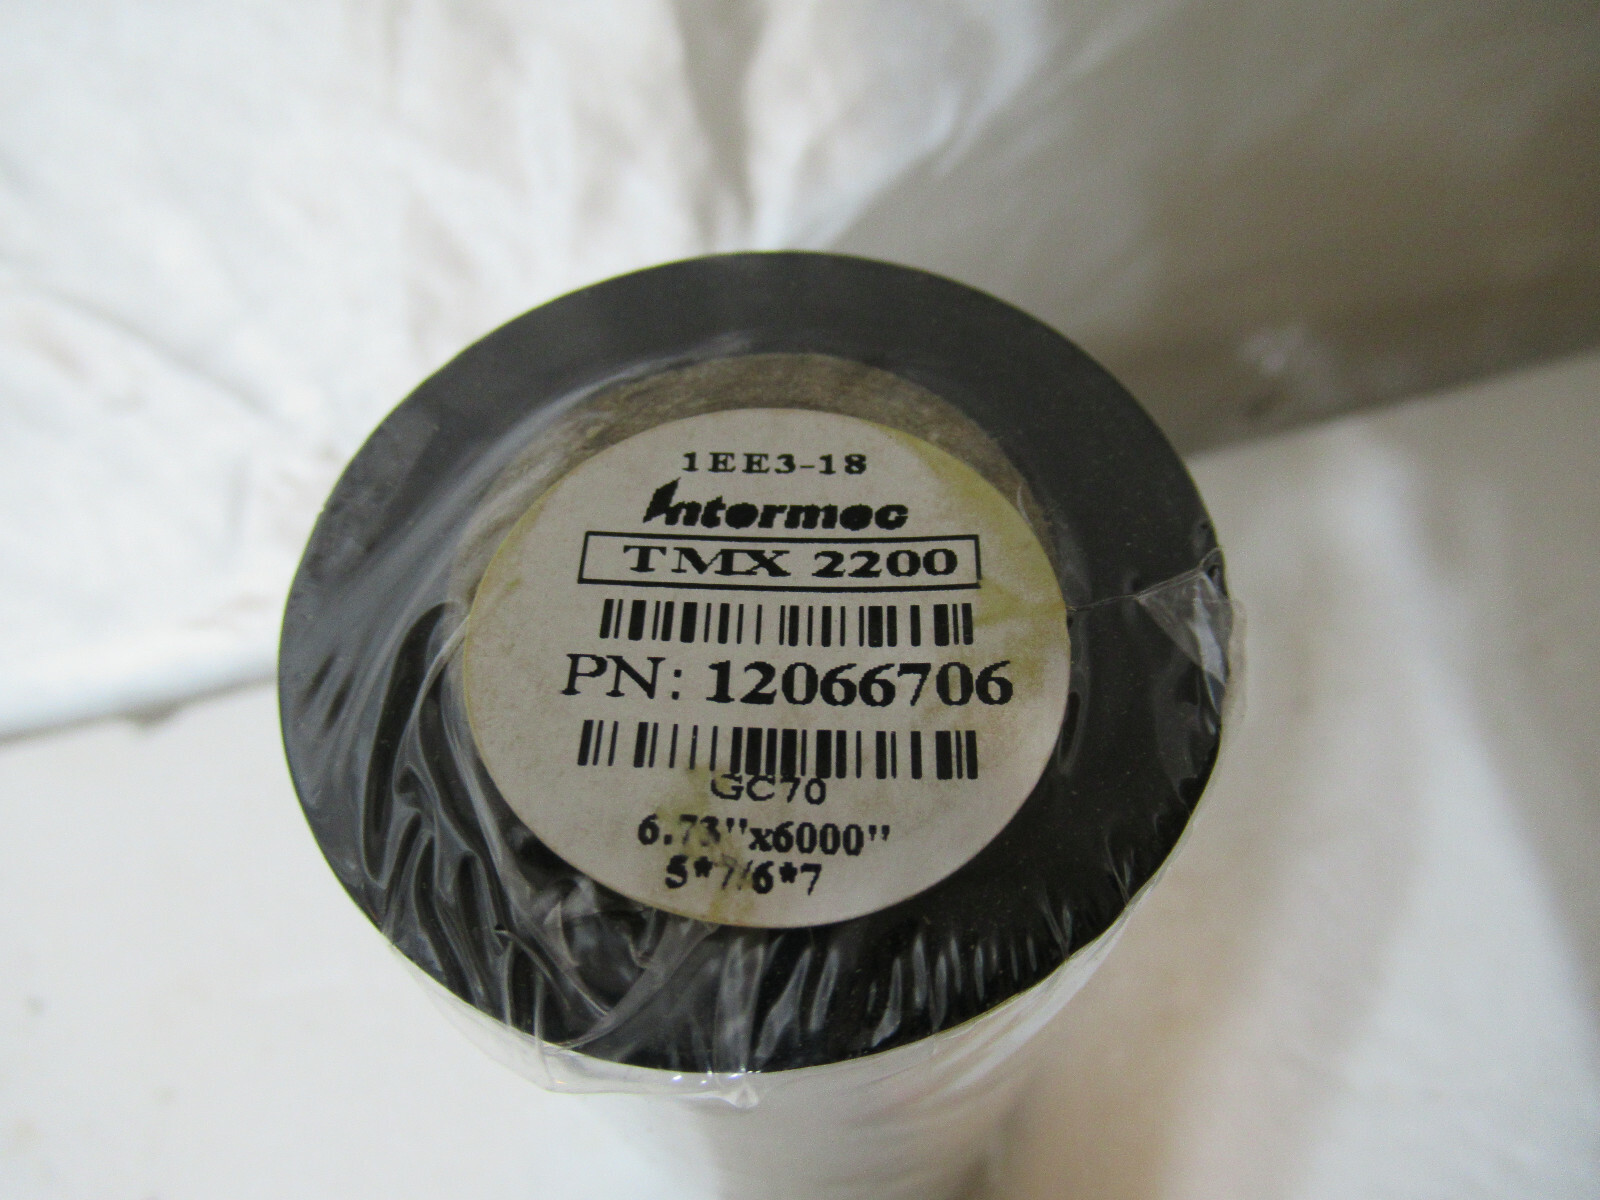 1EE3-18
Intermec
TMX 2200
PN: 12066706
GC70
6.73"x6000"
5*7/6*7